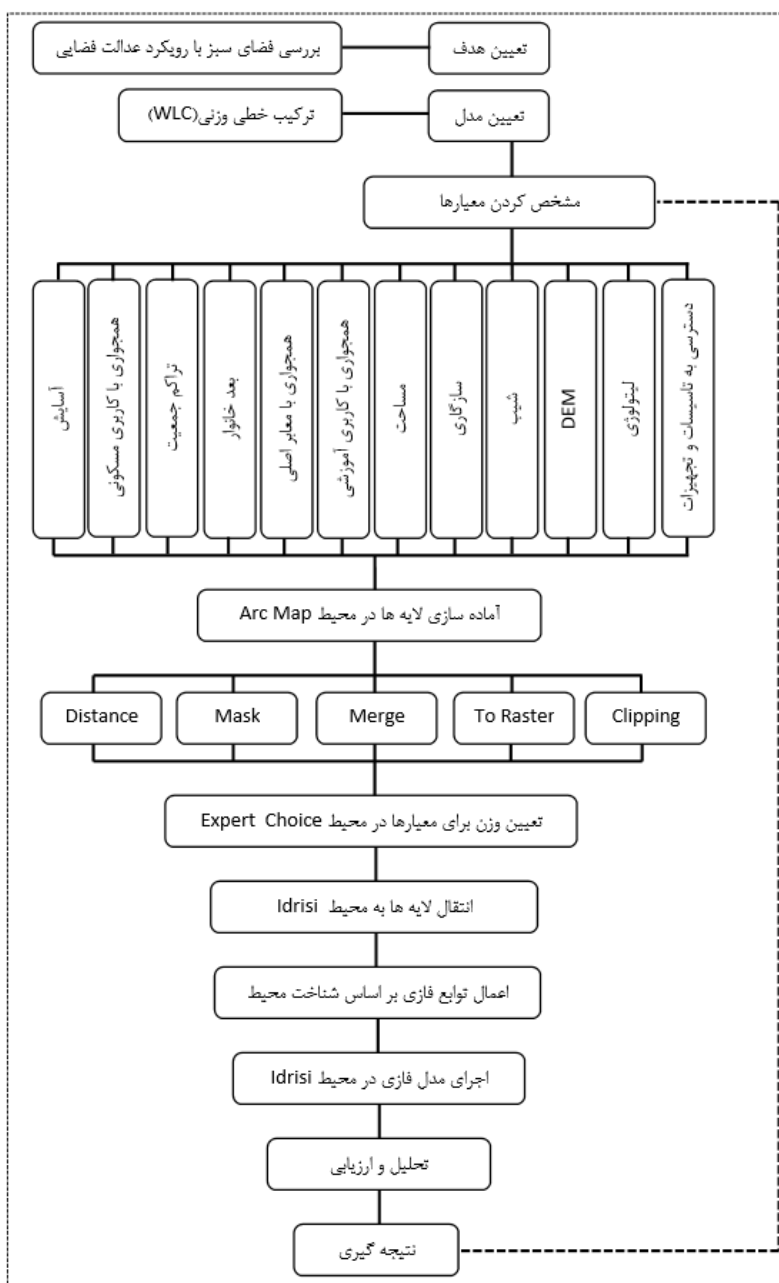 تعیین هدف
بررسی فضای سبز با رویکرد عدالت فضایی
تعیین مدل
ترکیب خطی وزنی(WLC)
مشخص کردن معیارها
دسترسی به تاسیسات و تجهیزات
لیتولوژی
DEM
شیب
سازگاری
مساحت
همجواری با کاربری آموزشی
همجواری با معابر اصلی
بعد خانوار
تراکم جمعیت
همجواری با کاربری مسکونی
آسایش
آماده سازی لایه ها در محیط Arc Map
Distance
Mask
Merge
To Raster
Clipping
تعیین وزن برای معیارها در محیط Expert Choice
انتقال لایه ها به محیط Idrisi
اعمال توابع فازی بر اساس شناخت محیط
اجرای مدل فازی در محیط Idrisi
تحلیل و ارزیابی
نتیجه گیری